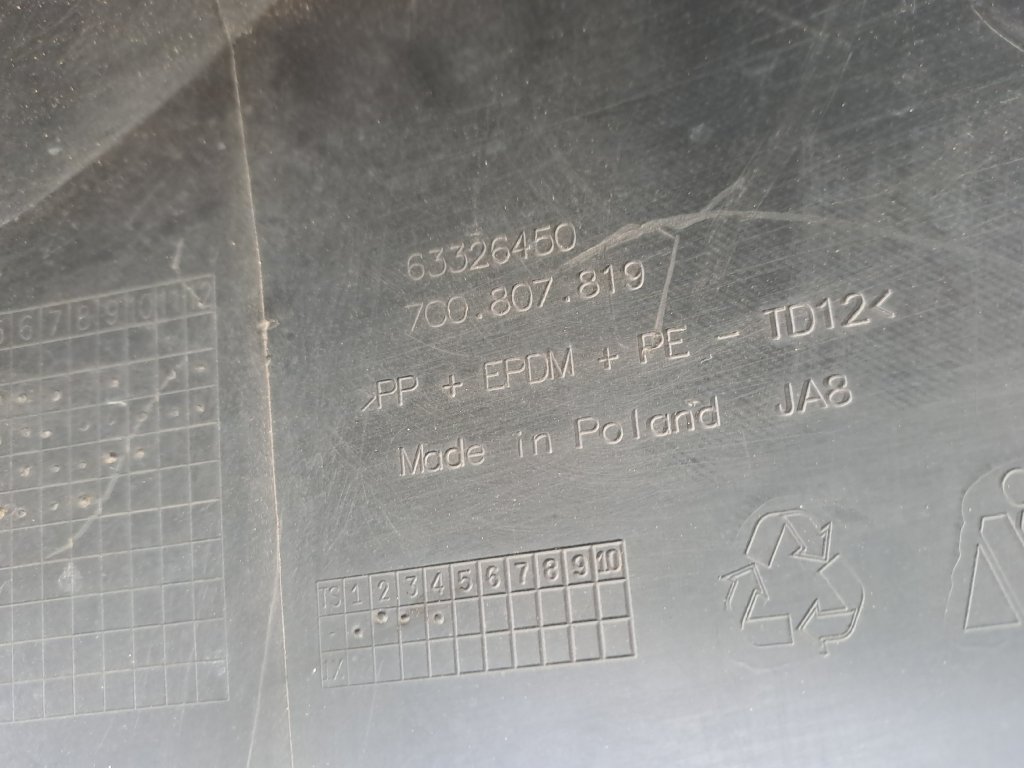 63326450
7C0.807.819
>PP + EPDM + PE - TD12<
Made in Poland JA8
5 6 7 8 9 10 11 12
TS 1 2 3 4 5 6 7 8 9 10